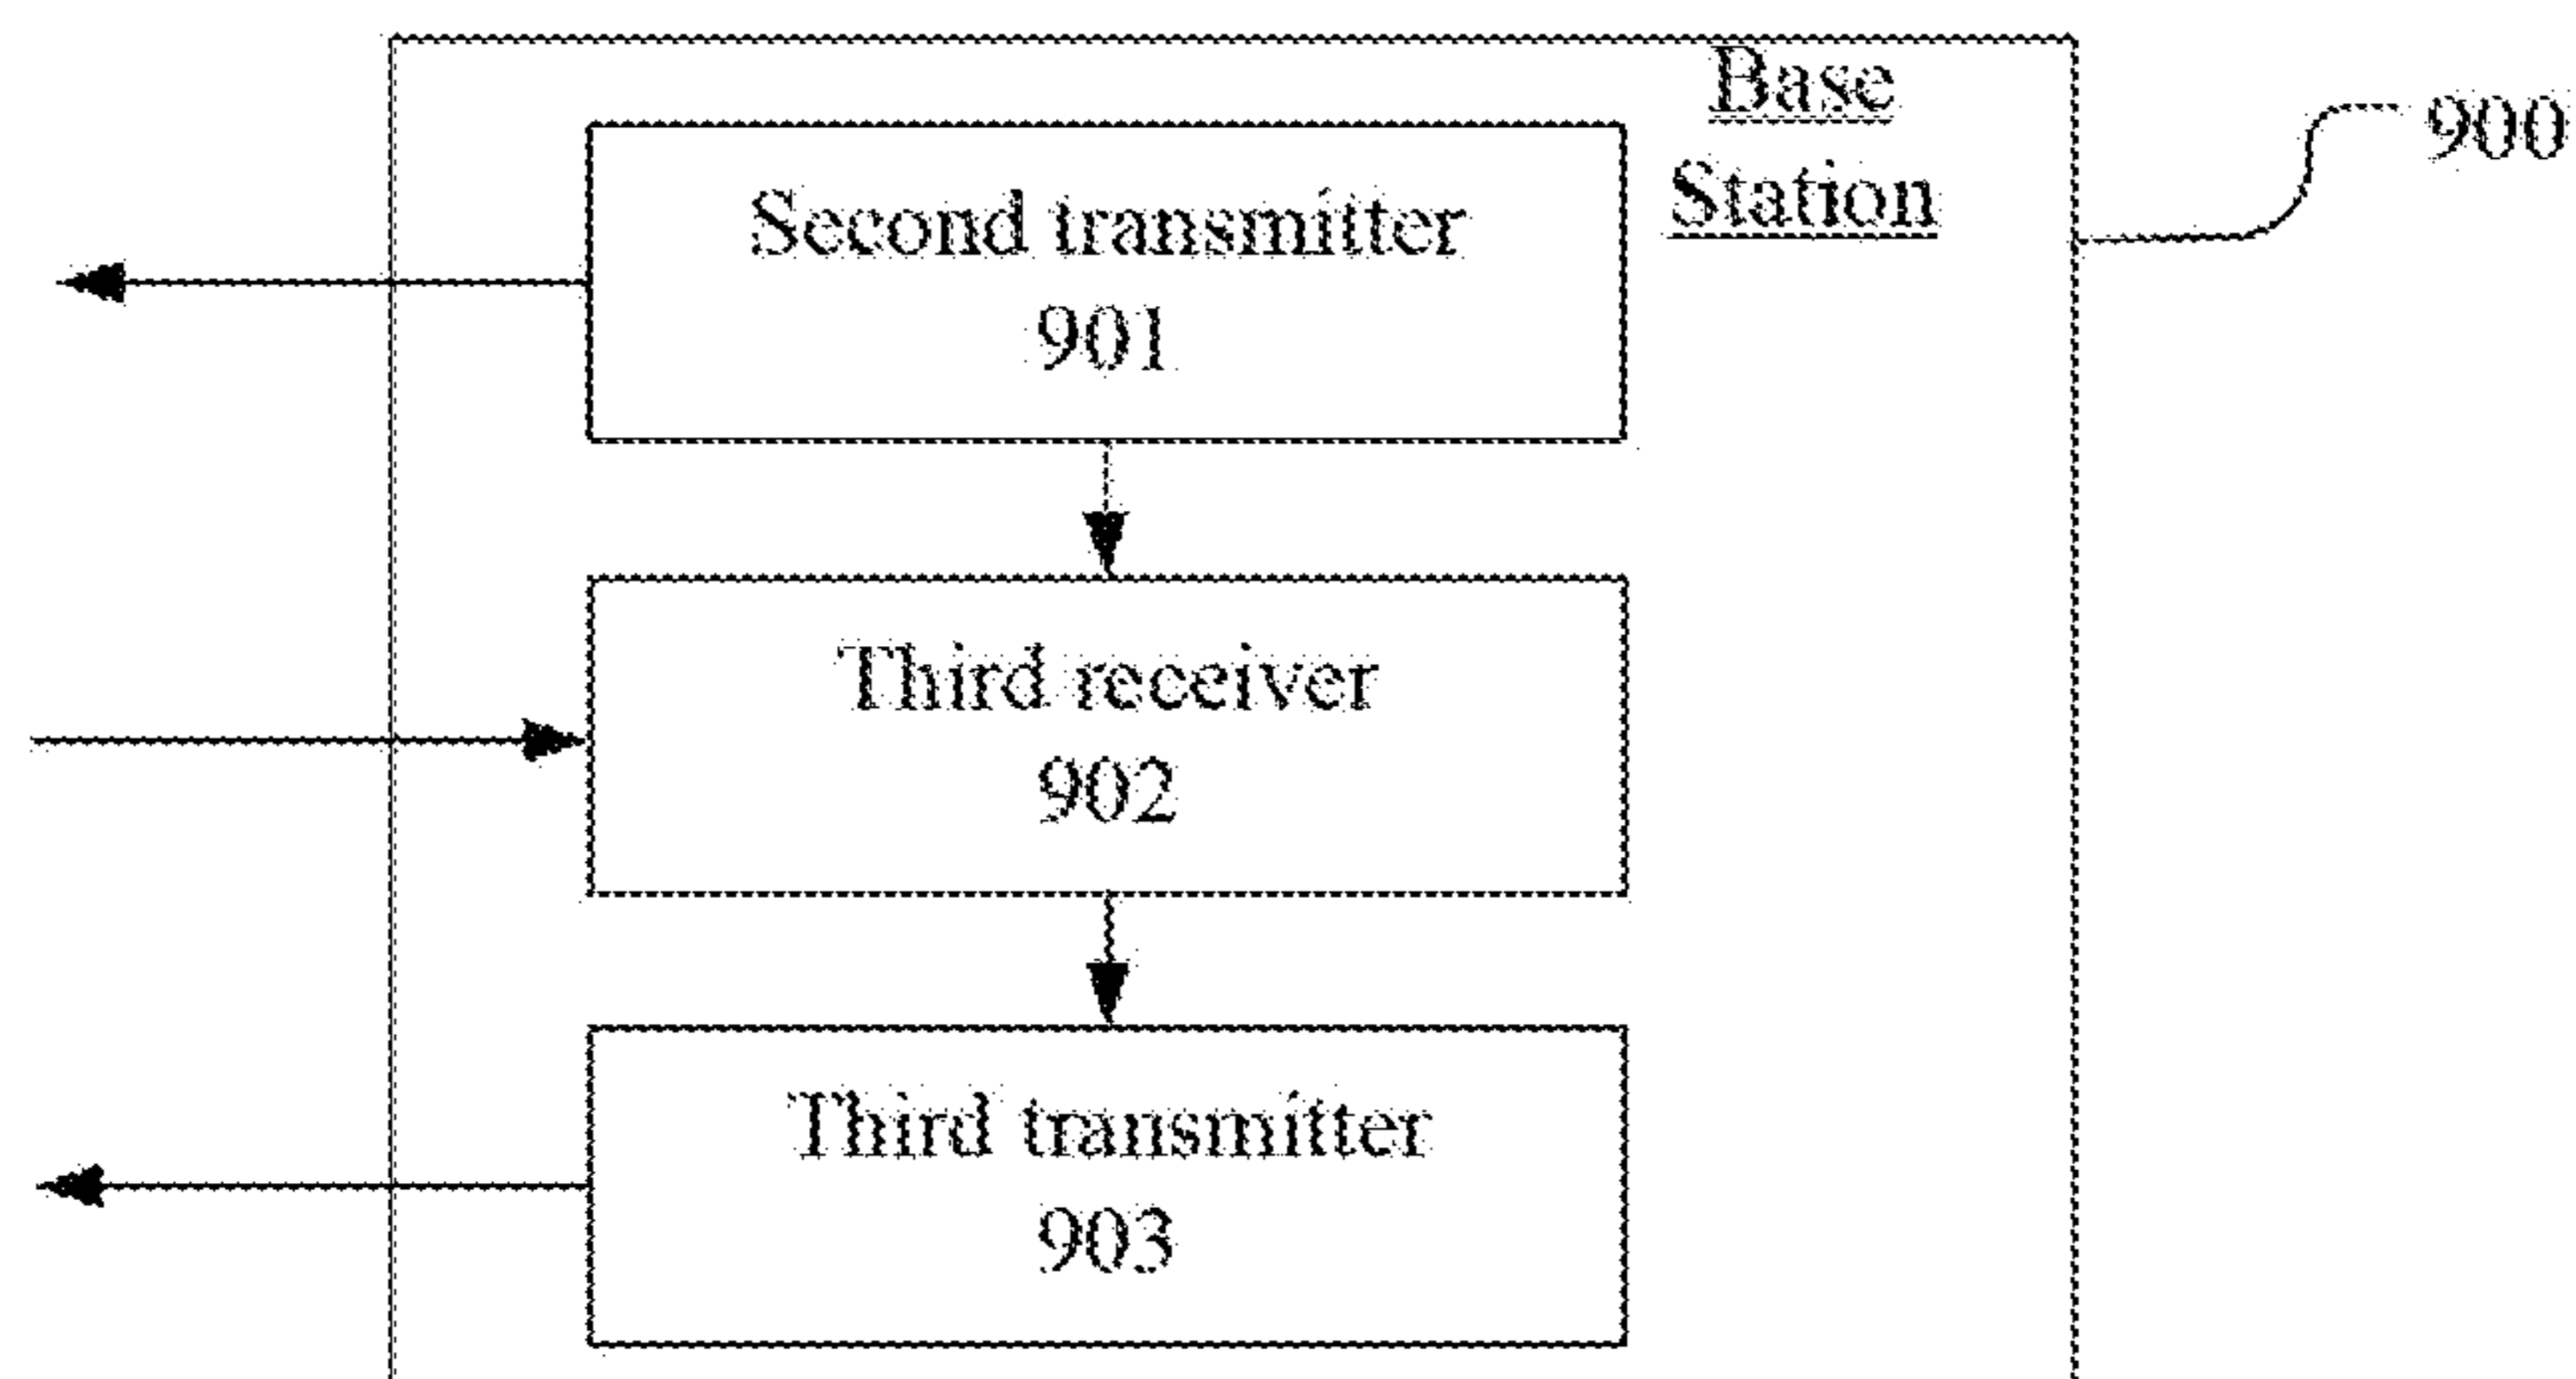 Base
Station
900
Second transmitter
901
Third receiver
902
Third transmitter
903